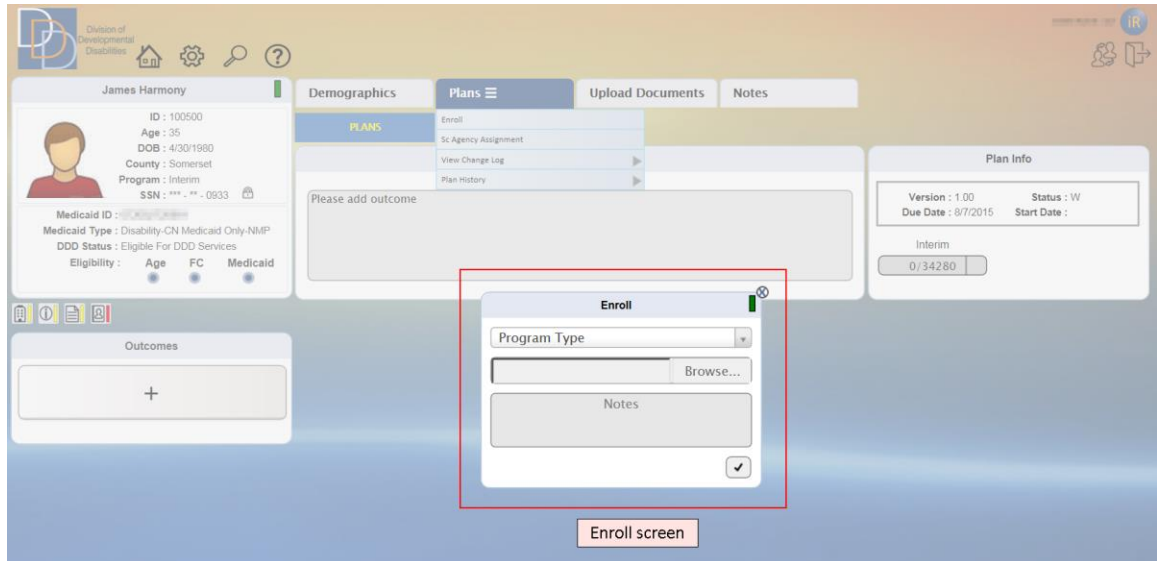 Division of
Developmental
Disabilities
iR
James Harmony
ID : 100500
Age : 35
DOB : 4/30/1980
County : Somerset
Program : Interim
SSN : *** - ** - 0933
Medicaid ID :
Medicaid Type : Disability-CN Medicaid Only-NMP
DDD Status : Eligible For DDD Services
Eligibility : Age FC Medicaid
Outcomes
+
Demographics
Plans
Upload Documents
Notes
PLANS
Enroll
Sc Agency Assignment
View Change Log
Plan History
Please add outcome
Plan Info
Version : 1.00 Status : W
Due Date : 8/7/2015 Start Date :
Interim
0/34280
Enroll
Program Type
Browse...
Notes
Enroll screen